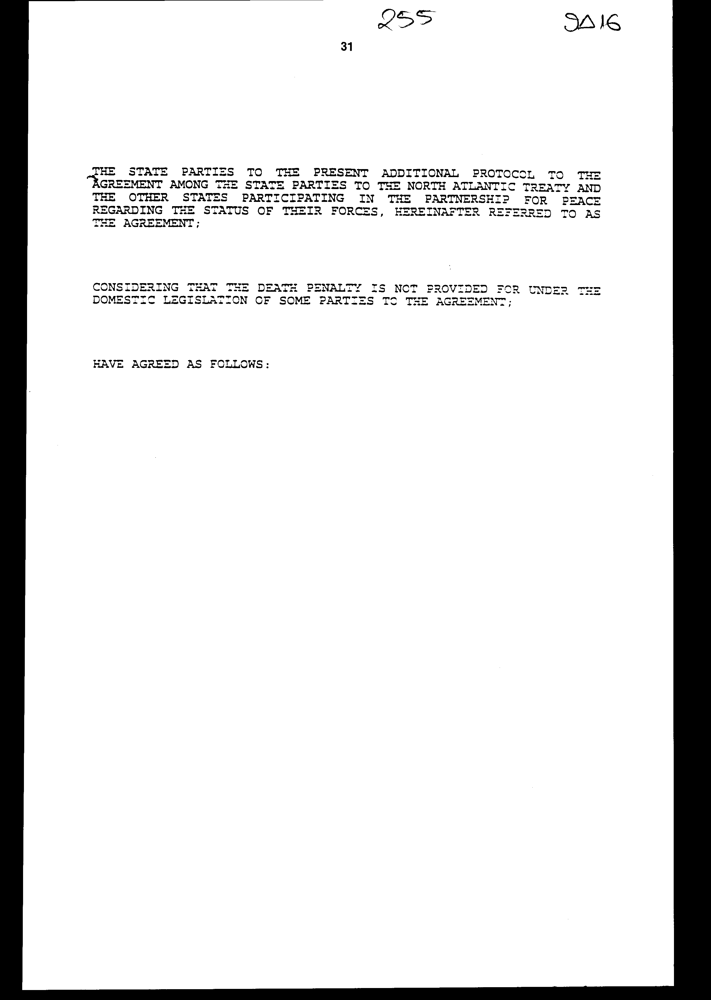 255
31
THE STATE PARTIES TO THE PRESENT ADDITIONAL PROTOCOL TO THE
AGREEMENT AMONG THE STATE PARTIES TO THE NORTH ATLANTIC TREATY AND
THE OTHER STATES PARTICIPATING IN THE PARTNERSHIP FOR PEACE
REGARDING THE STATUS OF THEIR FORCES, HEREINAFTER REFERRED TO AS
THE AGREEMENT;
CONSIDERING THAT THE DEATH PENALTY IS NOT PROVIDED FOR UNDER THE
DOMESTIC LEGISLATION OF SOME PARTIES TO THE AGREEMENT;
HAVE AGREED AS FOLLOWS: